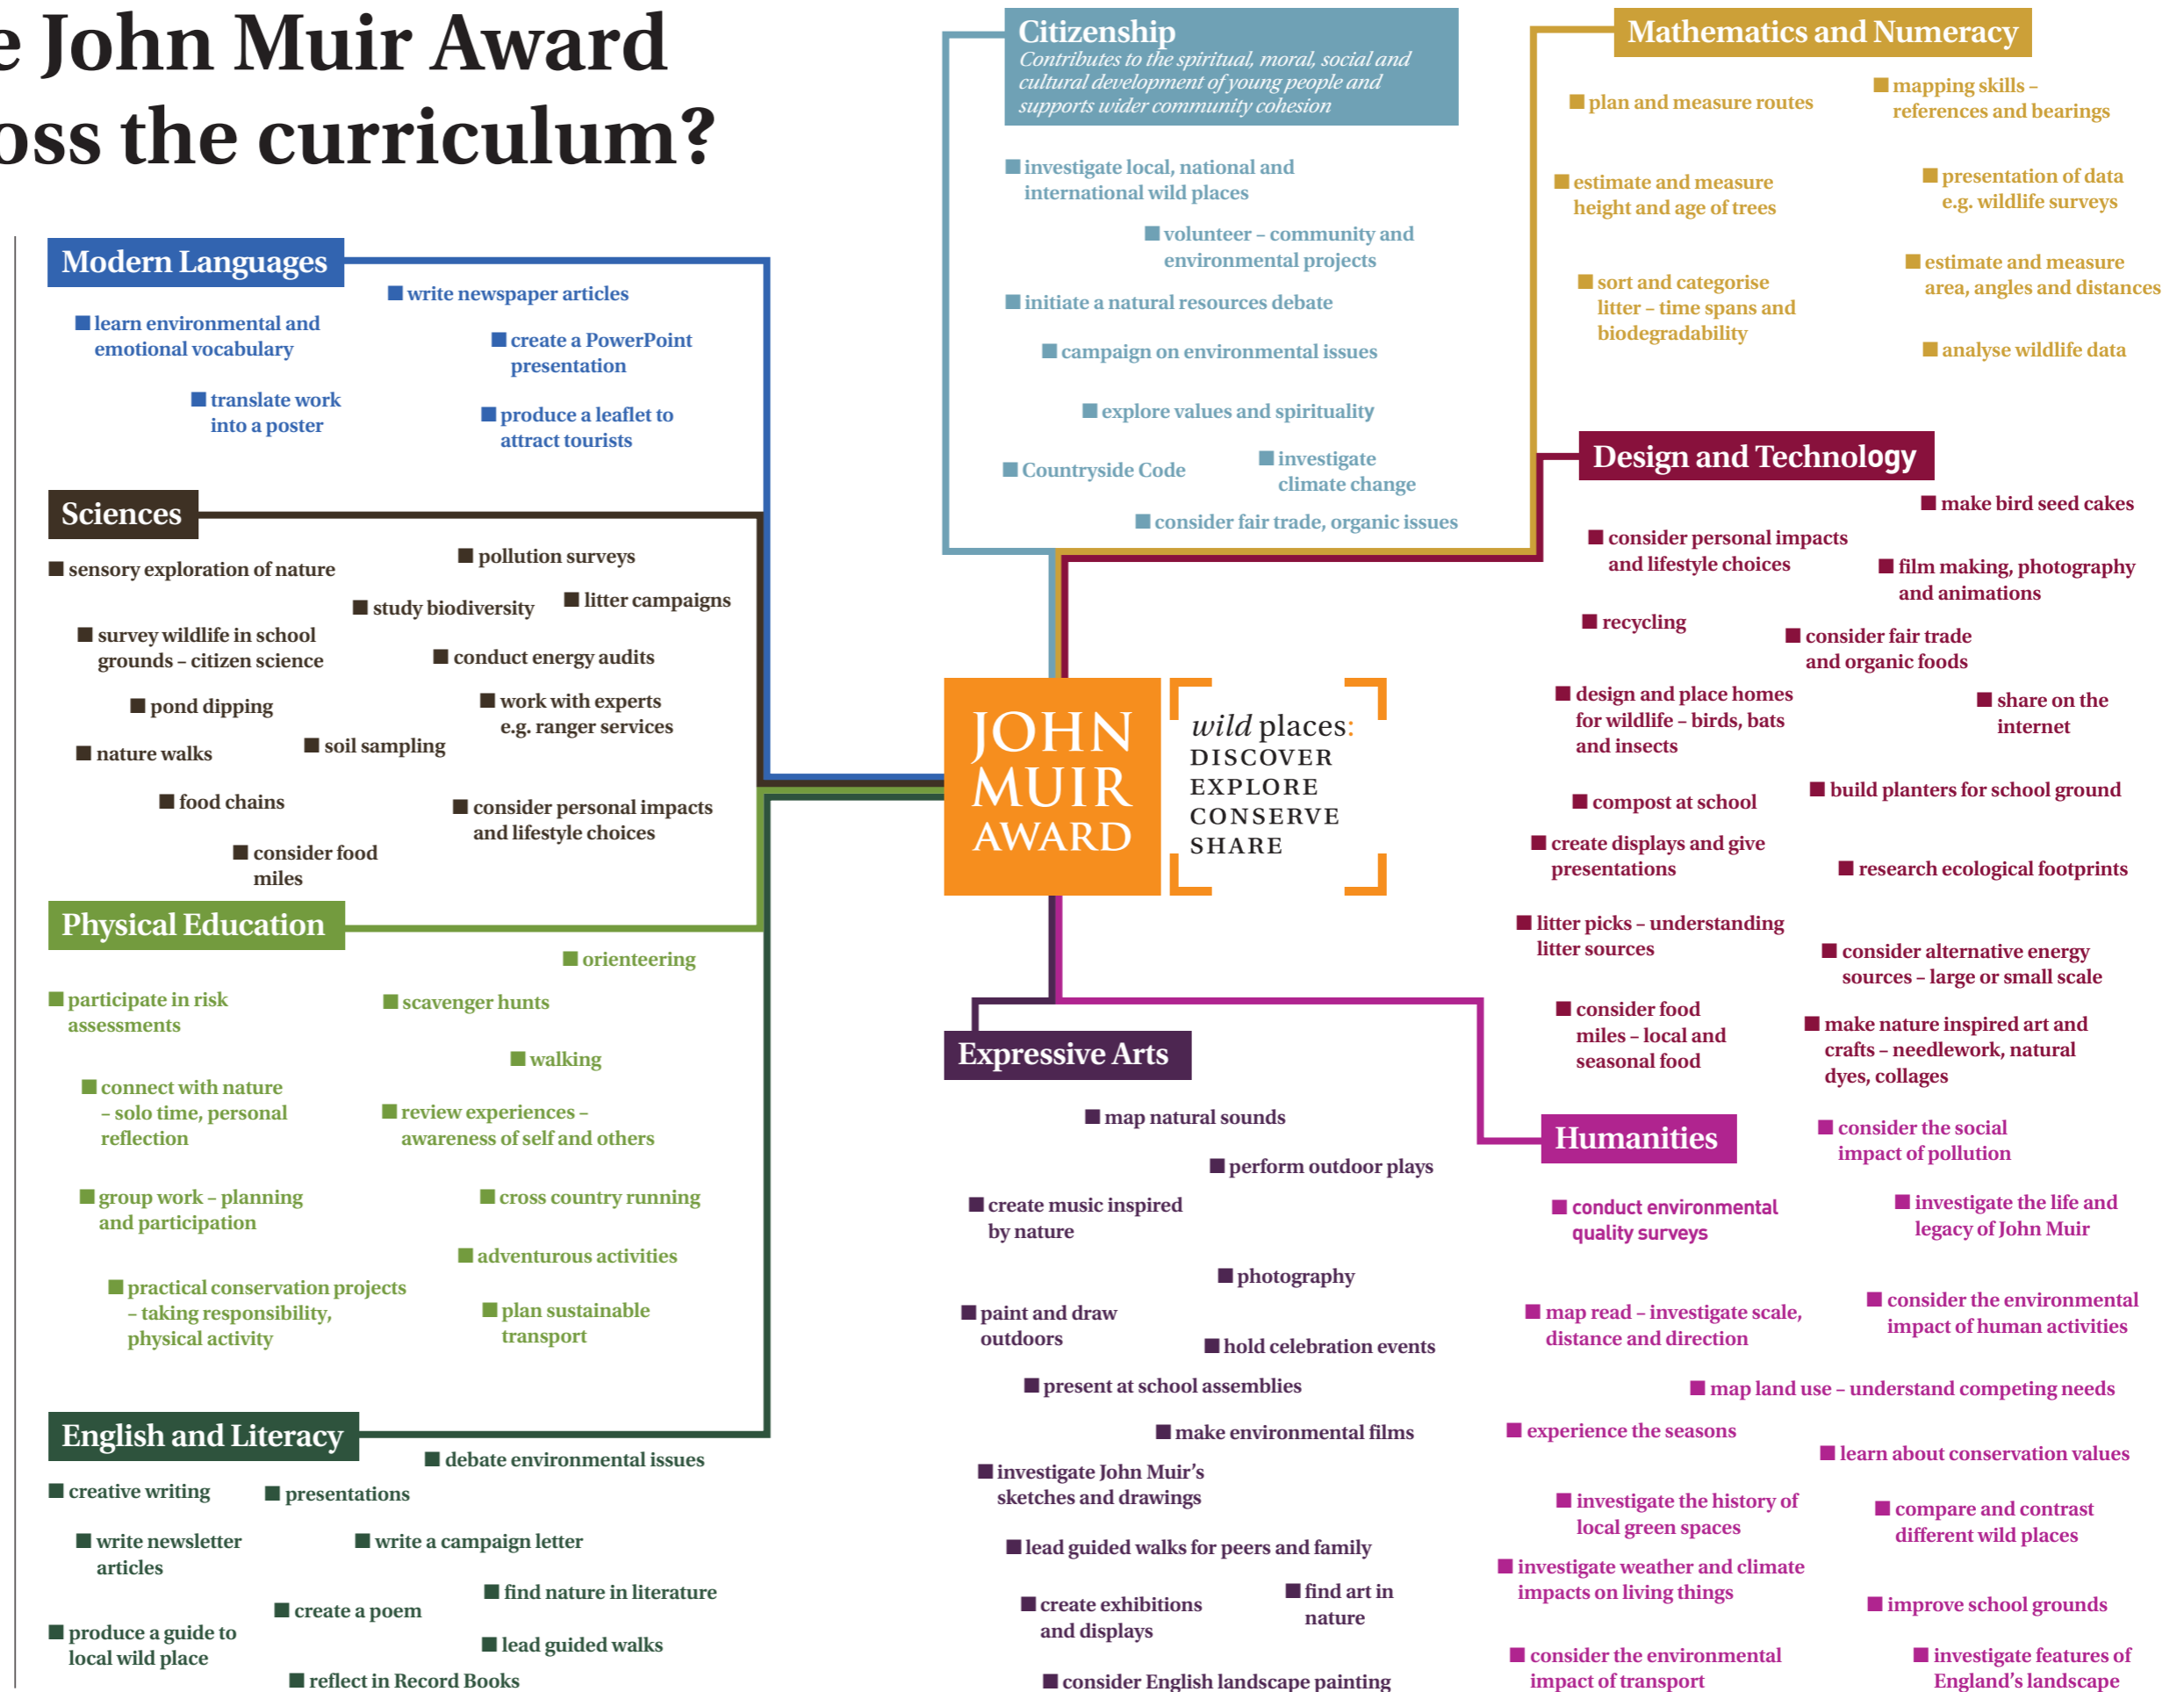 e John Muir Award
oss the curriculum?
Modern Languages
write newspaper articles
learn environmental and
emotional vocabulary
create a PowerPoint
presentation
translate work
into a poster
produce a leaflet to
attract tourists
Sciences
pollution surveys
sensory exploration of nature
study biodiversity
litter campaigns
survey wildlife in school
grounds – citizen science
conduct energy audits
pond dipping
work with experts
e.g. ranger services
nature walks
soil sampling
food chains
consider personal impacts
and lifestyle choices
consider food
miles
Physical Education
orienteering
participate in risk
assessments
scavenger hunts
walking
connect with nature
– solo time, personal
reflection
review experiences –
awareness of self and others
group work – planning
and participation
cross country running
adventurous activities
practical conservation projects
– taking responsibility,
physical activity
plan sustainable
transport
English and Literacy
debate environmental issues
creative writing
presentations
write newsletter
articles
write a campaign letter
find nature in literature
create a poem
produce a guide to
local wild place
lead guided walks
reflect in Record Books
Citizenship
Contributes to the spiritual, moral, social and
cultural development of young people and
supports wider community cohesion
investigate local, national and
international wild places
volunteer – community and
environmental projects
initiate a natural resources debate
campaign on environmental issues
explore values and spirituality
Countryside Code
investigate
climate change
consider fair trade, organic issues
JOHN
MUIR
AWARD
wild places:
DISCOVER
EXPLORE
CONSERVE
SHARE
Expressive Arts
map natural sounds
perform outdoor plays
create music inspired
by nature
photography
paint and draw
outdoors
hold celebration events
present at school assemblies
make environmental films
investigate John Muir’s
sketches and drawings
lead guided walks for peers and family
find art in
nature
create exhibitions
and displays
consider English landscape painting
Mathematics and Numeracy
mapping skills –
references and bearings
plan and measure routes
estimate and measure
height and age of trees
presentation of data
e.g. wildlife surveys
estimate and measure
area, angles and distances
sort and categorise
litter – time spans and
biodegradability
analyse wildlife data
Design and Technology
make bird seed cakes
consider personal impacts
and lifestyle choices
film making, photography
and animations
recycling
consider fair trade
and organic foods
design and place homes
for wildlife – birds, bats
and insects
share on the
internet
compost at school
build planters for school ground
create displays and give
presentations
research ecological footprints
litter picks – understanding
litter sources
consider alternative energy
sources – large or small scale
consider food
miles – local and
seasonal food
make nature inspired art and
crafts – needlework, natural
dyes, collages
Humanities
consider the social
impact of pollution
conduct environmental
quality surveys
investigate the life and
legacy of John Muir
map read – investigate scale,
distance and direction
consider the environmental
impact of human activities
map land use – understand competing needs
experience the seasons
learn about conservation values
investigate the history of
local green spaces
compare and contrast
different wild places
investigate weather and climate
impacts on living things
improve school grounds
consider the environmental
impact of transport
investigate features of
England’s landscape